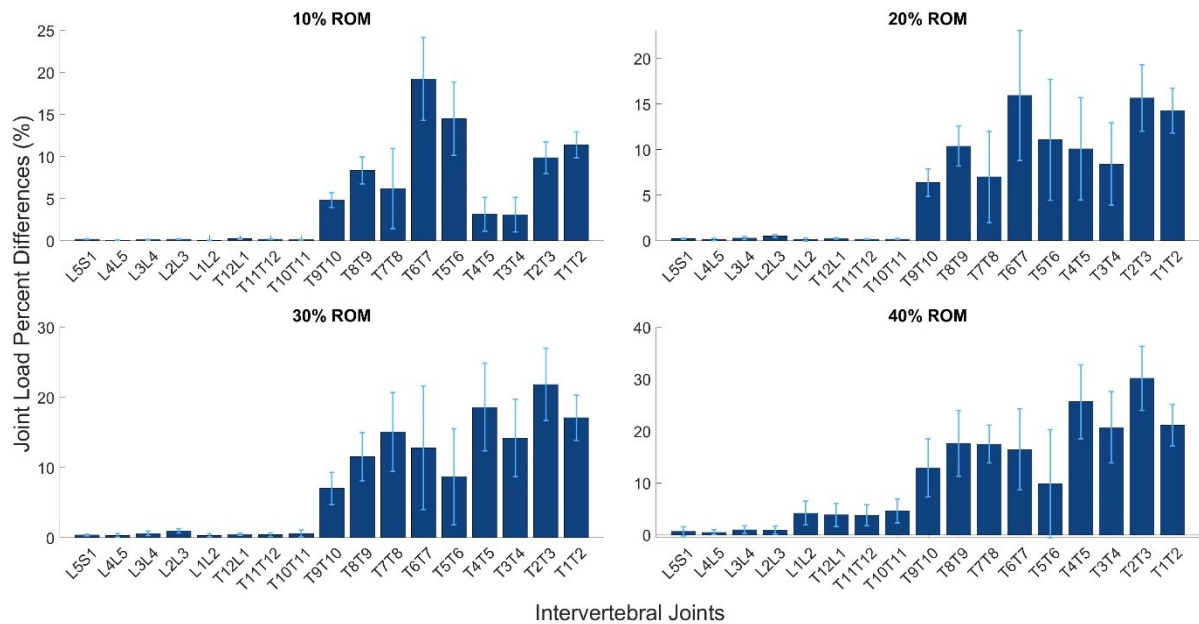 10% ROM
20% ROM
Joint Load Percent Differences (%)
25
20
15
10
5
0
L5S1
L4L5
L3L4
L2L3
L1L2
T12L1
T11T12
T10T11
T9T10
T8T9
T7T8
T6T7
T5T6
T4T5
T3T4
T2T3
T1T2
20
15
10
5
0
L5S1
L4L5
L3L4
L2L3
L1L2
T12L1
T11T12
T10T11
T9T10
T8T9
T7T8
T6T7
T5T6
T4T5
T3T4
T2T3
T1T2
30% ROM
40% ROM
30
20
10
0
L5S1
L4L5
L3L4
L2L3
L1L2
T12L1
T11T12
T10T11
T9T10
T8T9
T7T8
T6T7
T5T6
T4T5
T3T4
T2T3
T1T2
40
30
20
10
0
L5S1
L4L5
L3L4
L2L3
L1L2
T12L1
T11T12
T10T11
T9T10
T8T9
T7T8
T6T7
T5T6
T4T5
T3T4
T2T3
T1T2
Intervertebral Joints